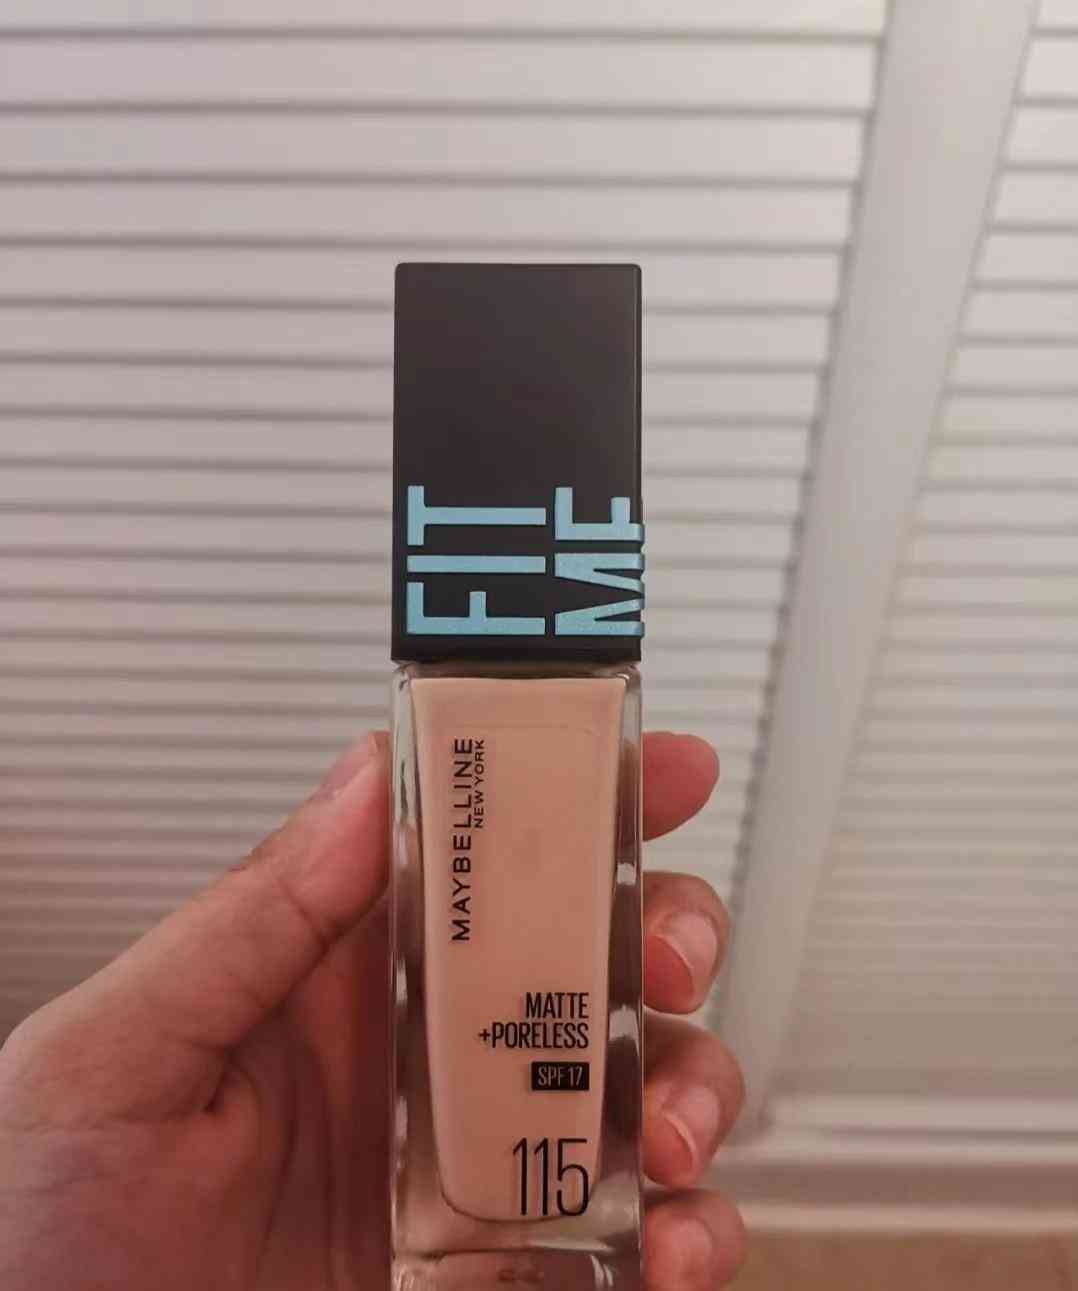 FIT
ME
MAYBELLINE
NEW YORK
MATTE
+PORELESS
SPF 17
115